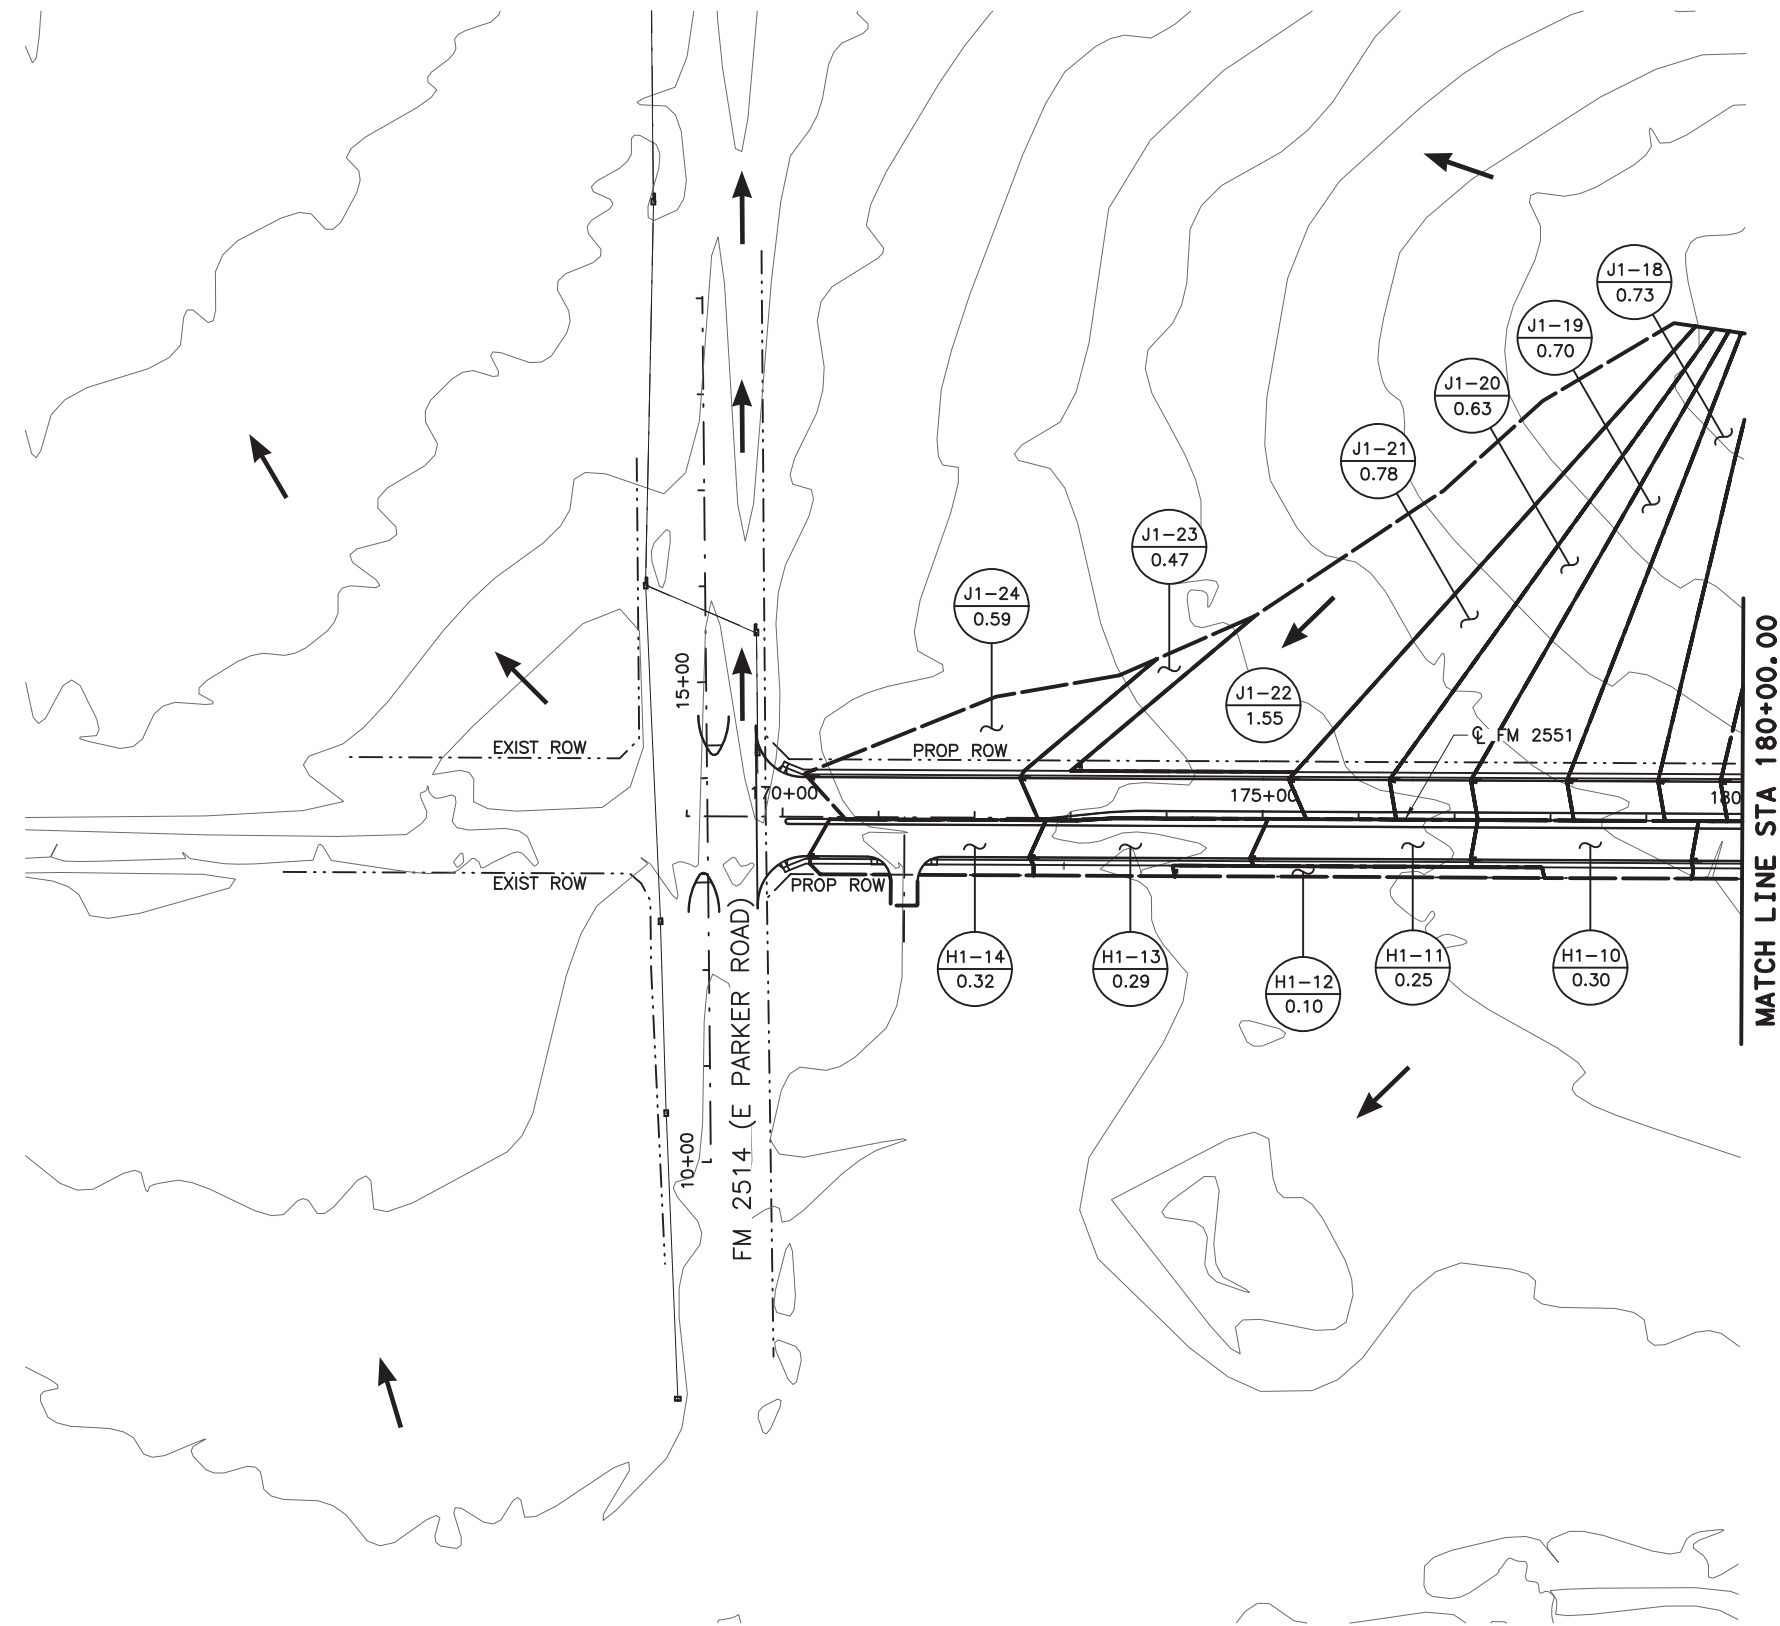 J1-18
0.73
J1-19
0.70
J1-20
0.63
J1-21
0.78
J1-23
0.47
J1-24
0.59
J1-22
1.55
15+00
EXIST ROW
PROP ROW
℄ FM 2551
170+00
175+00
180
EXIST ROW
PROP ROW
H1-14
0.32
H1-13
0.29
H1-12
0.10
H1-11
0.25
H1-10
0.30
10+00
FM 2514 (E PARKER ROAD)
MATCH LINE STA 180+00.00